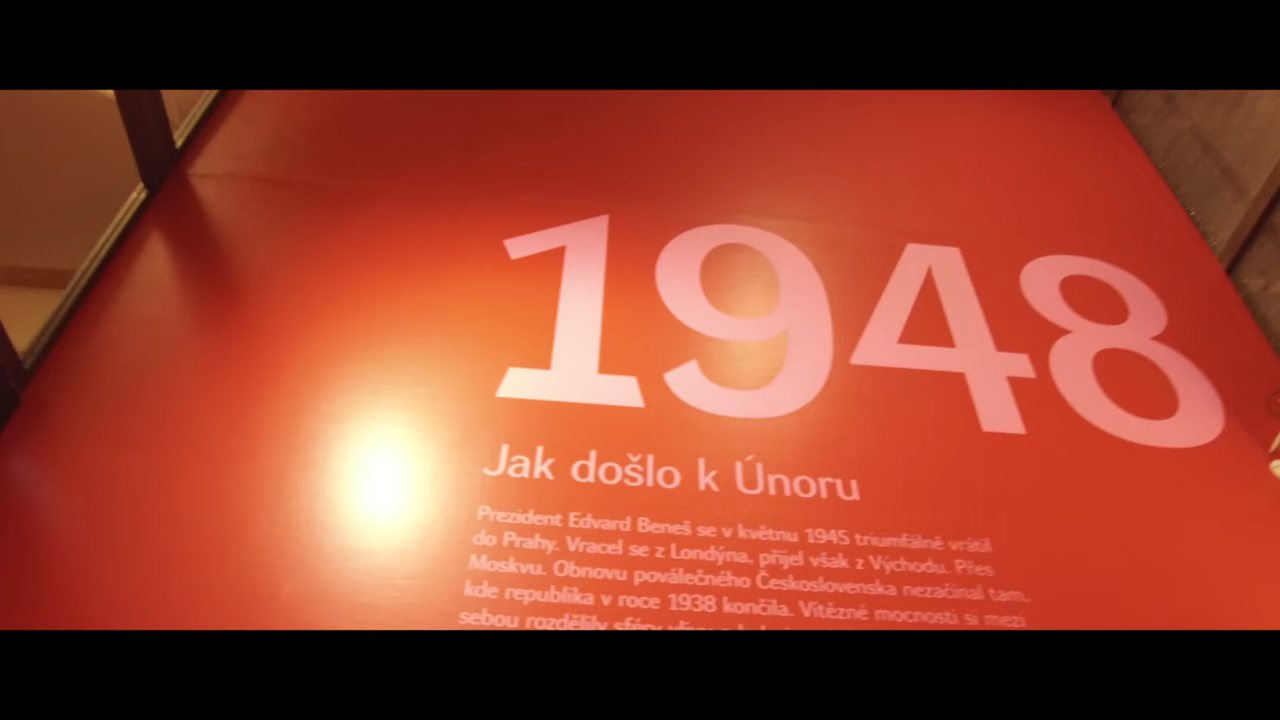 1948
Jak došlo k Únoru
Prezident Edvard Beneš se v květnu 1945 triumfálně vrátil
do Prahy. Vracel se z Londýna, přijel však z Východu. Přes
Moskvu. Obnovu poválečného Československa nezačínal tam,
kde republika v roce 1938 končila. Vítězné mocnosti si mezi
sebou rozdělily sféry